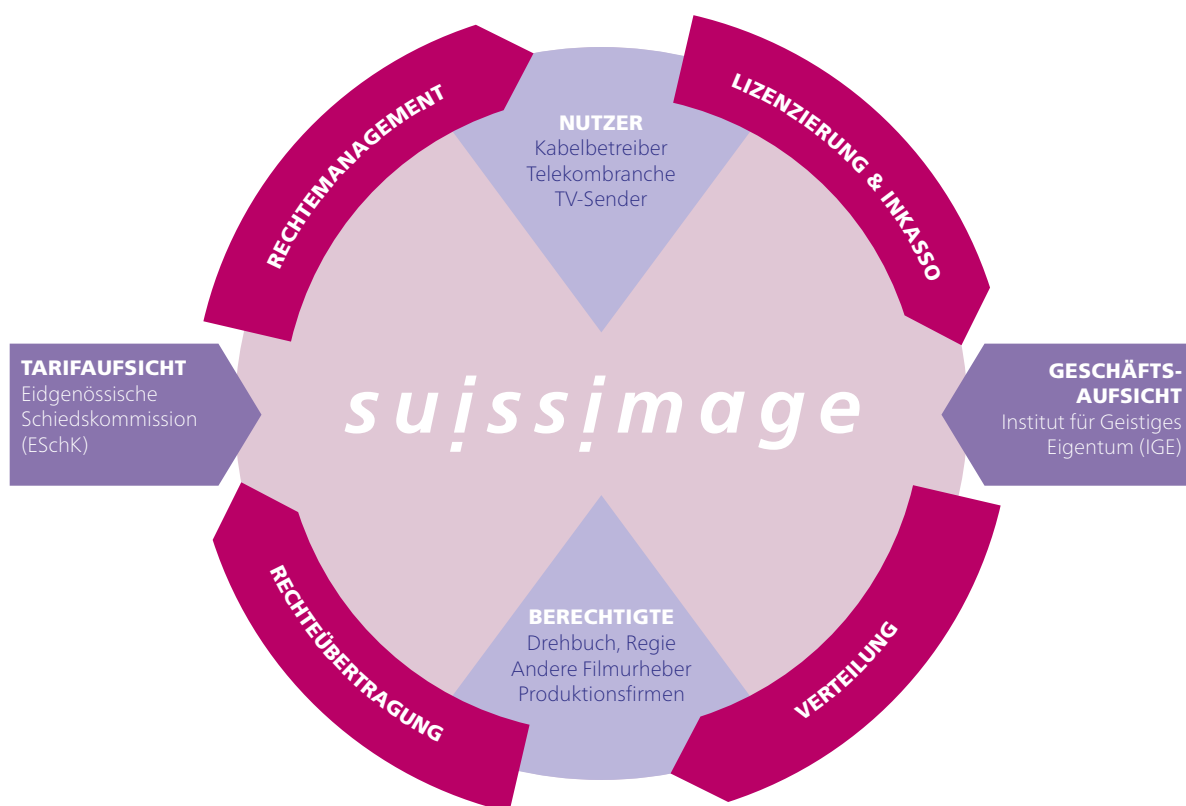 RECHTEMANAGEMENT
LIZENZIERUNG & INKASSO
NUTZER
Kabelbetreiber
Telekombranche
TV-Sender
TARIFAUFSICHT
Eidgenössische
Schiedskommission
(ESchK)
suissimage
GESCHÄFTS-
AUFSICHT
Institut für Geistiges
Eigentum (IGE)
BERECHTIGTE
Drehbuch, Regie
Andere Filmurheber
Produktionsfirmen
RECHTEÜBERTRAGUNG
VERTEILUNG